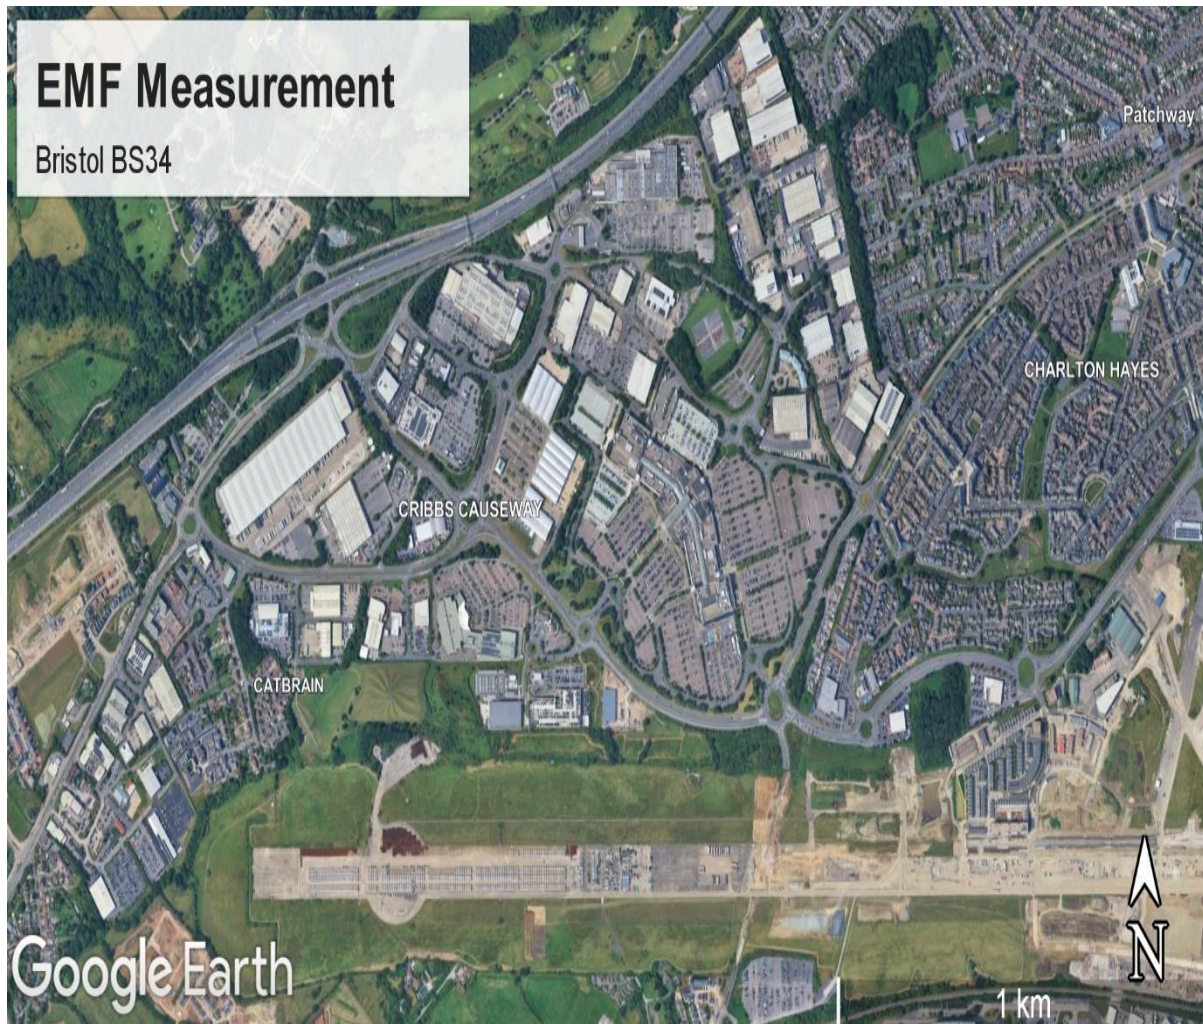 EMF Measurement
Bristol BS34
Patchway
CHARLTON HAYES
CRIBBS CAUSEWAY
CATBRAIN
N
Google Earth
1 km